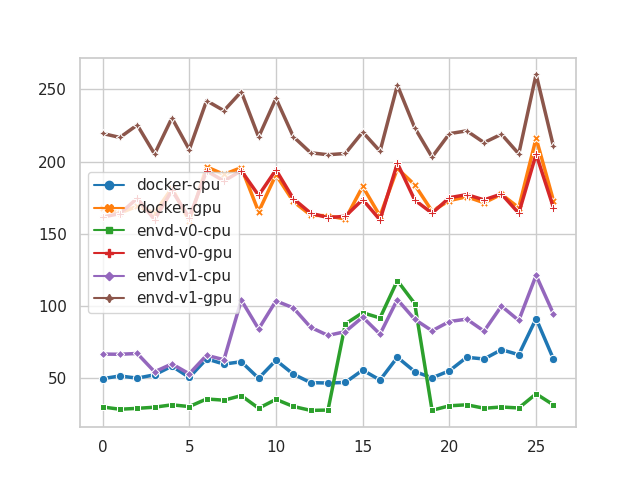 250
200
150
100
50
docker-cpu
docker-gpu
envd-v0-cpu
envd-v0-gpu
envd-v1-cpu
envd-v1-gpu
0 5 10 15 20 25